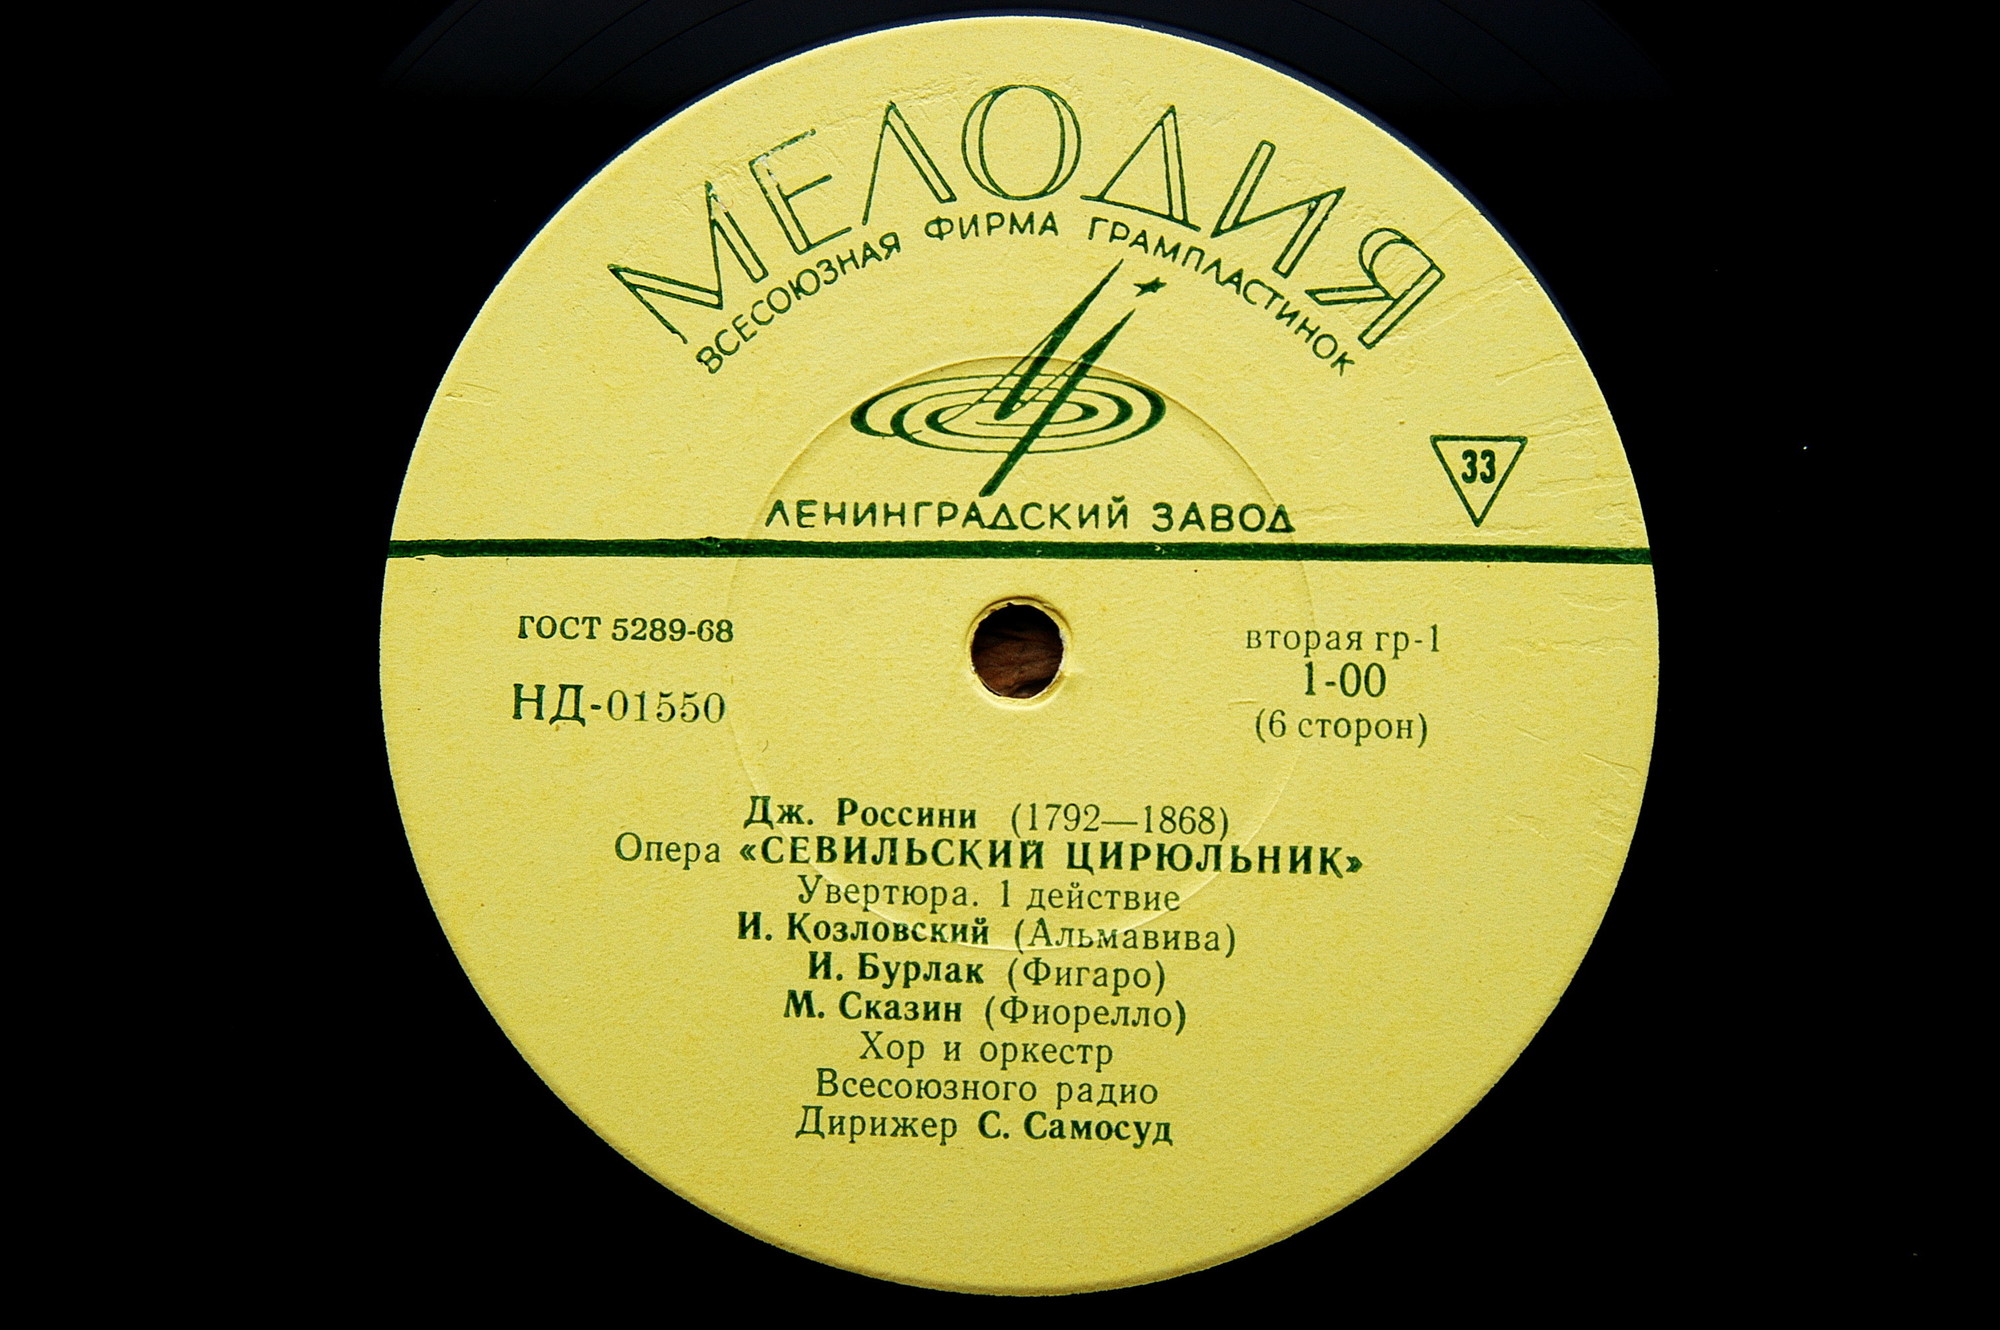 МЕЛОДИЯ
ВСЕСОЮЗНАЯ ФИРМА ГРАМПЛАСТИНОК
33
ЛЕНИНГРАДСКИЙ ЗАВОД
ГОСТ 5289-68
НД-01550
вторая гр-1
1-00
(6 сторон)
Дж. Россини (1792—1868)
Опера «СЕВИЛЬСКИЙ ЦИРЮЛЬНИК»
Увертюра. 1 действие
И. Козловский (Альмавива)
И. Бурлак (Фигаро)
М. Сказин (Фиорелло)
Хор и оркестр
Всесоюзного радио
Дирижер С. Самосуд